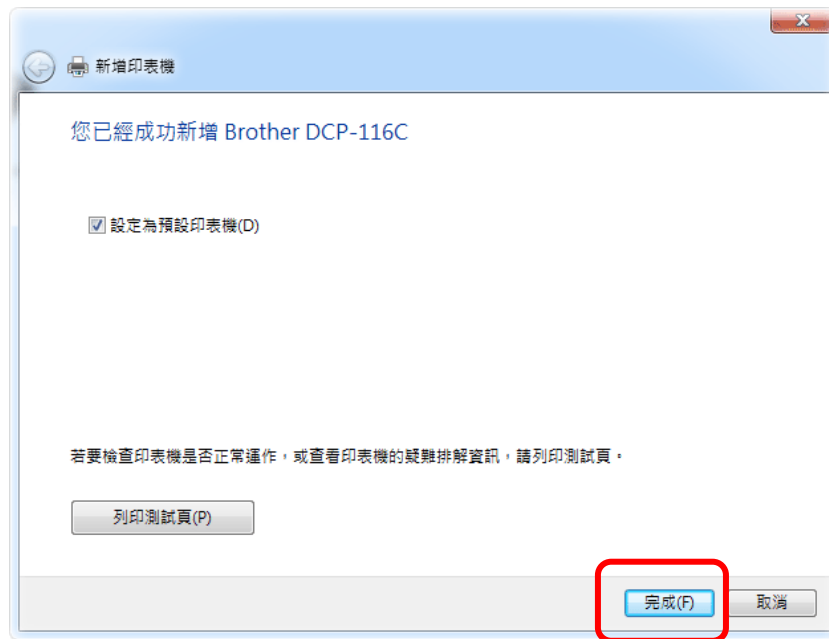 新增印表機
您已經成功新增 Brother DCP-116C
設定為預設印表機(D)
若要檢查印表機是否正常運作，或查看印表機的疑難排解資訊，請列印測試頁。
列印測試頁(P)
完成(F)
取消